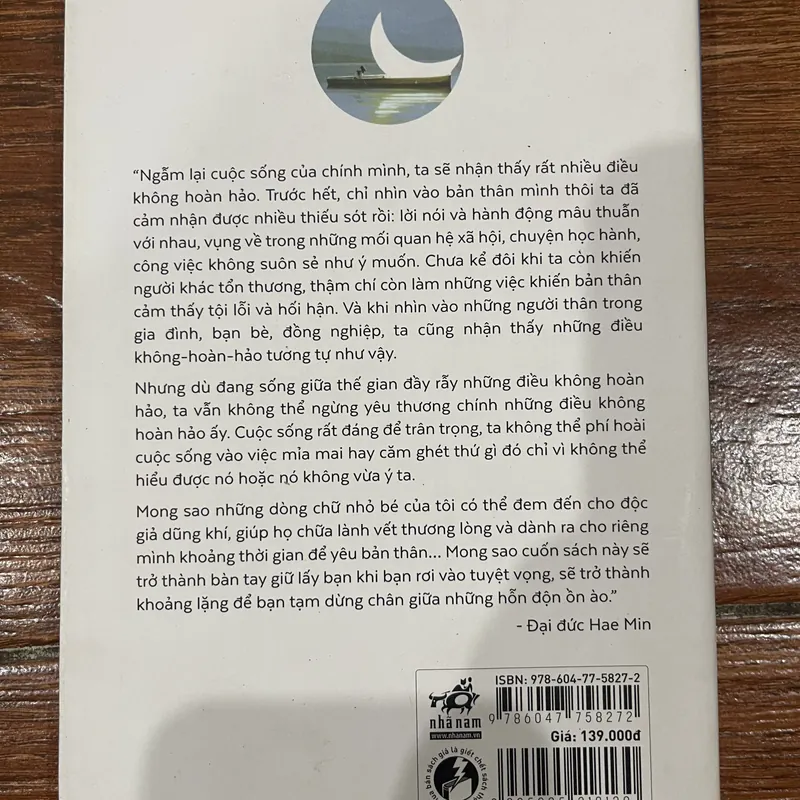 “Ngẫm lại cuộc sống của chính mình, ta sẽ nhận thấy rất nhiều điều
không hoàn hảo. Trước hết, chỉ nhìn vào bản thân mình thôi ta đã
cảm nhận được nhiều thiếu sót rồi: lời nói và hành động mâu thuẫn
với nhau, vụng về trong những mối quan hệ xã hội, chuyện học hành,
công việc không suôn sẻ như ý muốn. Chưa kể đôi khi ta còn khiến
người khác tổn thương, thậm chí còn làm những việc khiến bản thân
cảm thấy tội lỗi và hối hận. Và khi nhìn vào những người thân trong
gia đình, bạn bè, đồng nghiệp, ta cũng nhận thấy những điều
không-hoàn-hảo tương tự như vậy.
Nhưng dù đang sống giữa thế gian đầy rẫy những điều không hoàn
hảo, ta vẫn không thể ngừng yêu thương chính những điều không
hoàn hảo ấy. Cuộc sống rất đáng để trân trọng, ta không thể phí hoài
cuộc sống vào việc mỉa mai hay căm ghét thứ gì đó chỉ vì không thể
hiểu được nó hoặc nó không vừa ý ta.
Mong sao những dòng chữ nhỏ bé của tôi có thể đem đến cho độc
giả dũng khí, giúp họ chữa lành vết thương lòng và dành ra cho riêng
mình khoảng thời gian để yêu bản thân... Mong sao cuốn sách này sẽ
trở thành bàn tay giữ lấy bạn khi bạn rơi vào tuyệt vọng, sẽ trở thành
khoảng lặng để bạn tạm dừng chân giữa những hỗn độn ồn ào.”
- Đại đức Hae Min
ISBN: 978-604-77-5827-2
9 786047 758272
nhã nam
www.nhanam.vn
Giá: 139.000đ
mua bán sách giả là giết chết sách